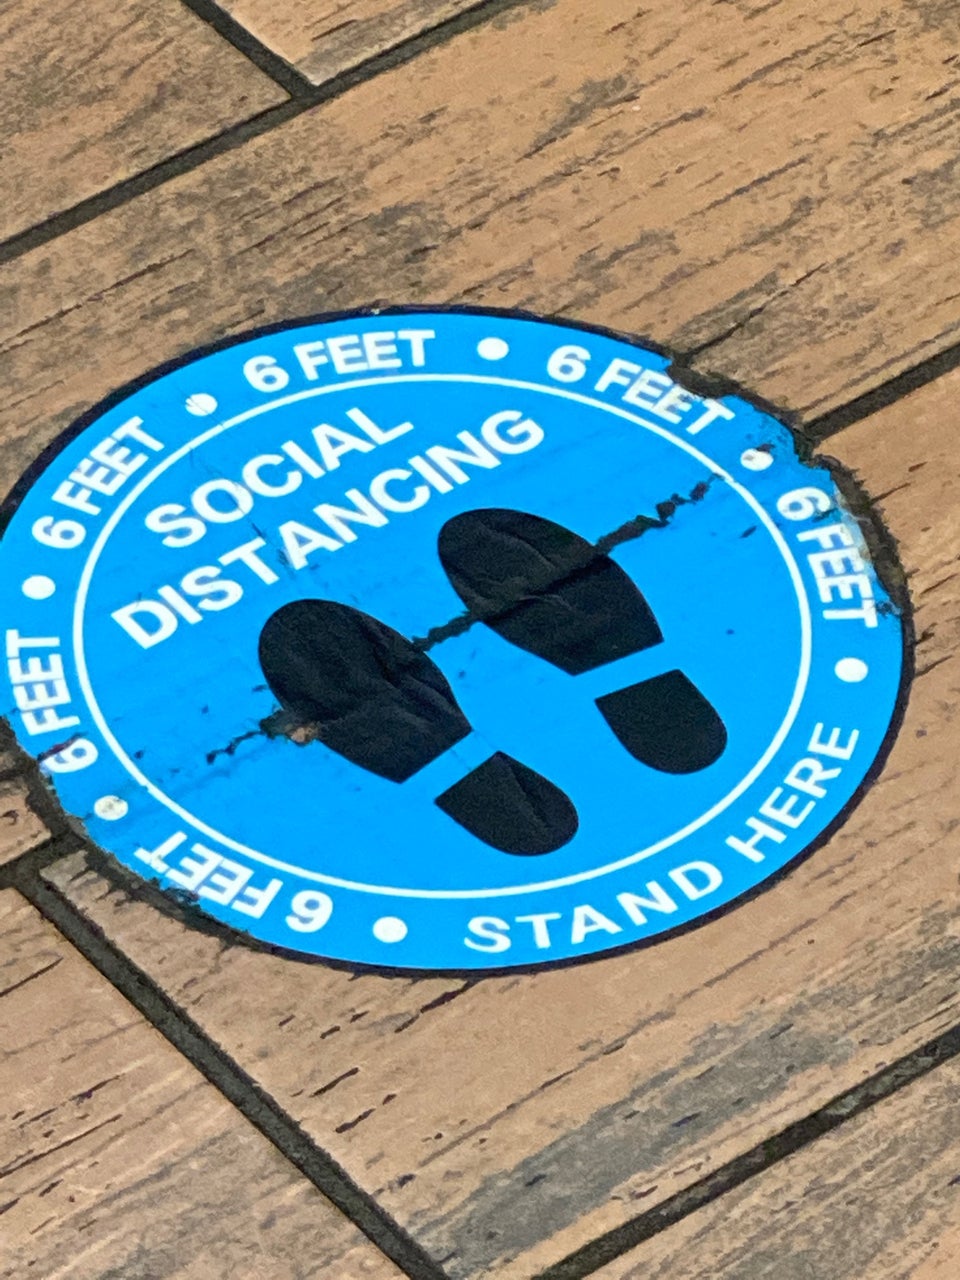 SOCIAL
DISTANCING
6 FEET • 6 FEET • 6 FEET • 6 FEET • 6 FEET • 6 FEET •
STAND HERE